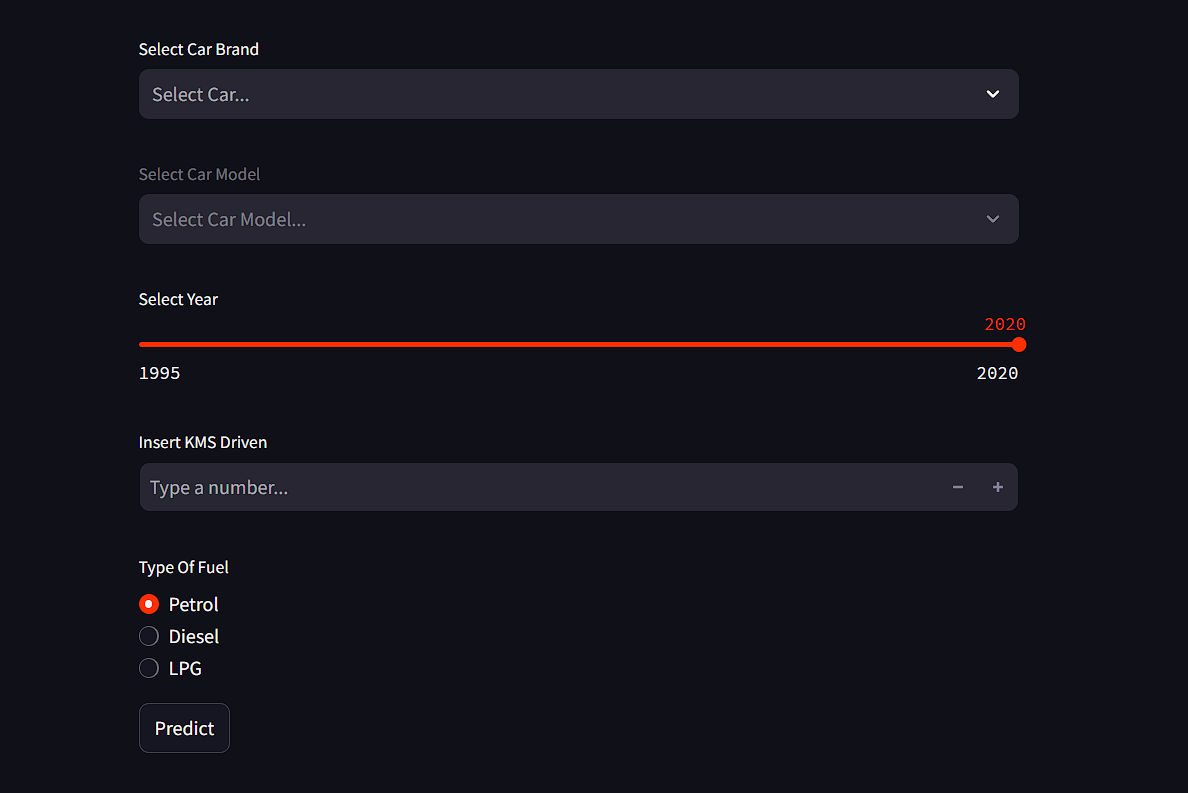 Select Car Brand
Select Car...
Select Car Model
Select Car Model...
Select Year
2020
1995 2020
Insert KMS Driven
Type a number...
Type Of Fuel
Petrol
Diesel
LPG
Predict